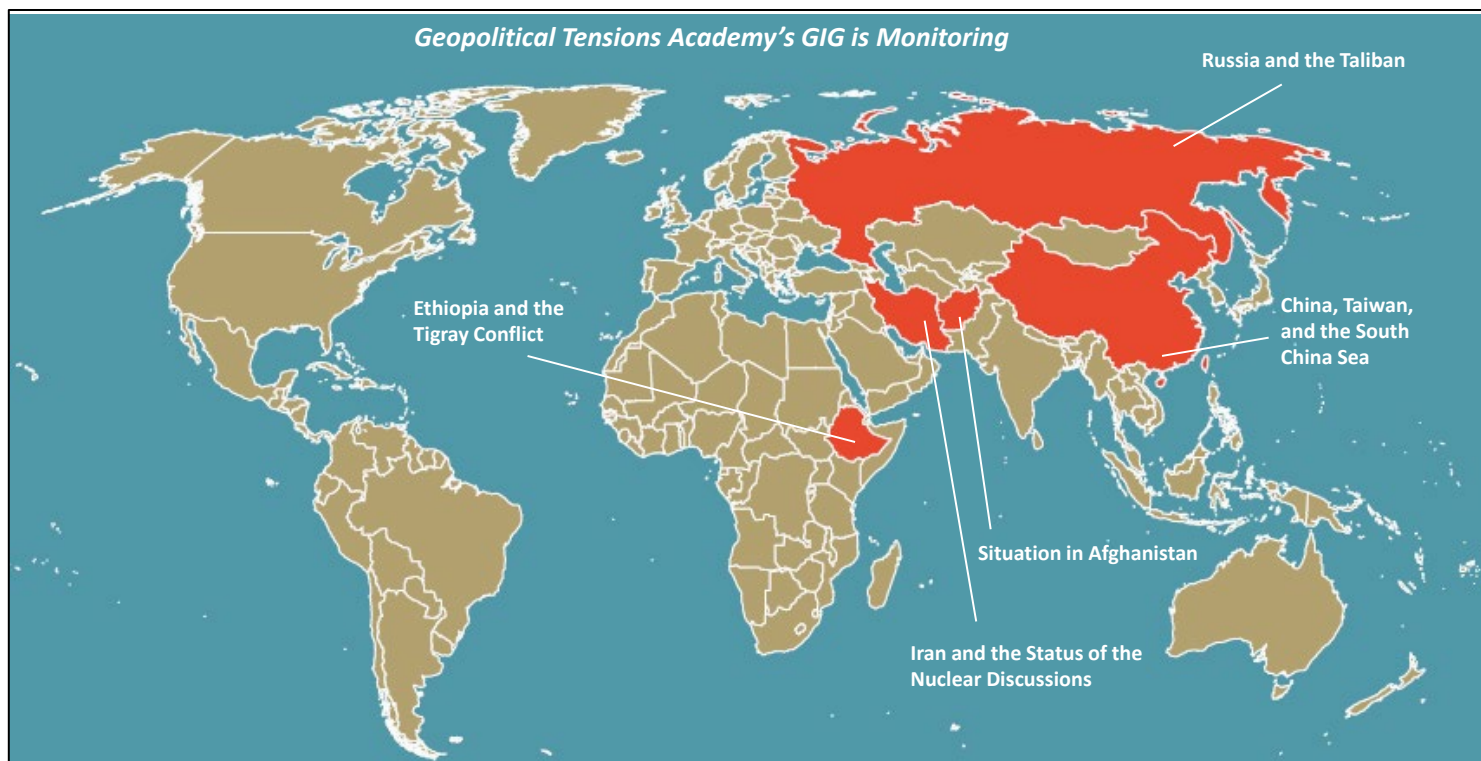 Geopolitical Tensions Academy's GIG is Monitoring
Russia and the Taliban
Ethiopia and the
Tigray Conflict
China, Taiwan,
and the South
China Sea
Situation in Afghanistan
Iran and the Status of the
Nuclear Discussions